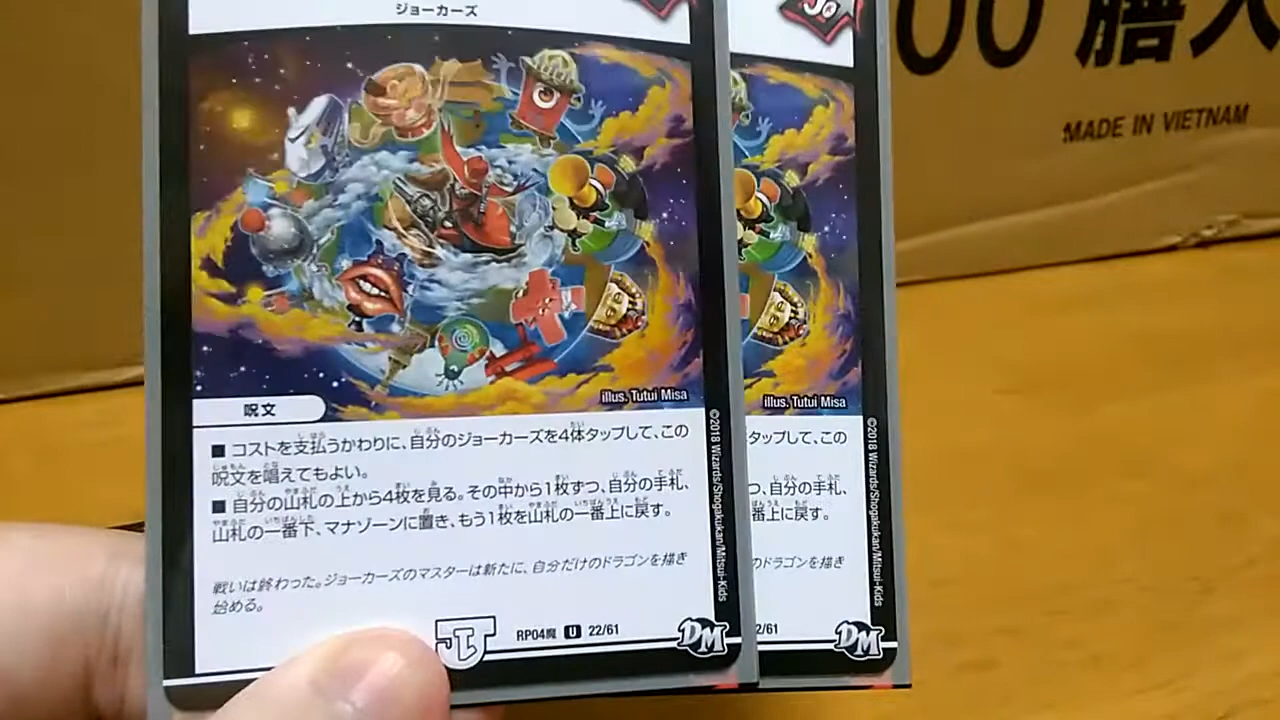 ジョーカーズ
00 膳
MADE IN VIETNAM
illus. Tutui Misa
呪文
■ コストを支払うかわりに、自分のジョーカーズを4体タップして、この
呪文を唱えてもよい。
■ 自分の山札の上から4枚を見る。その中から1枚ずつ、自分の手札、
山札の一番下、マナゾーンに置き、もう1枚を山札の一番上に戻す。
戦いは終わった。ジョーカーズのマスターは新たに、自分だけのドラゴンを描き
始める。
RP04魔 U 22/61
DM
©2018 Wizards/Shogakukan/Mitsui-Kids
illus. Tutui Misa
タップして、この
つ、自分の手札、
番上に戻す。
のドラゴンを描き
2/61
DM
©2018 Wizards/Shogakukan/Mitsui-Kids